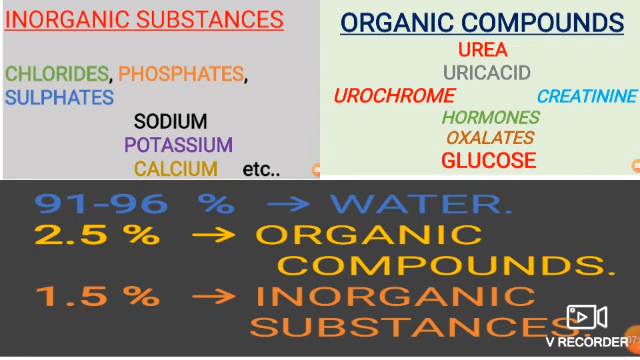 INORGANIC SUBSTANCES
CHLORIDES, PHOSPHATES,
SULPHATES
SODIUM
POTASSIUM
CALCIUM etc..
ORGANIC COMPOUNDS
UREA
URICACID
UROCHROME CREATININE
HORMONES
OXALATES
GLUCOSE
91-96 % → WATER.
2.5 % → ORGANIC
COMPOUNDS.
1.5 % → INORGANIC
SUBSTANCES.
V RECORDER